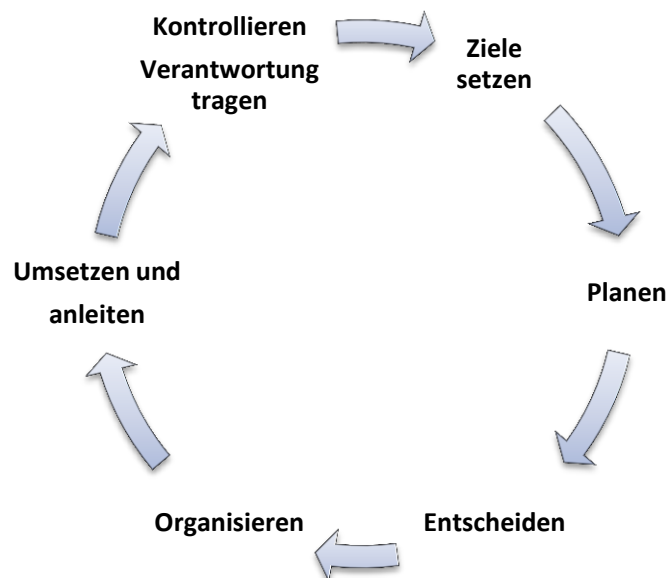 Kontrollieren
Verantwortung
tragen
Ziele
setzen
Planen
Entscheiden
Organisieren
Umsetzen und
anleiten